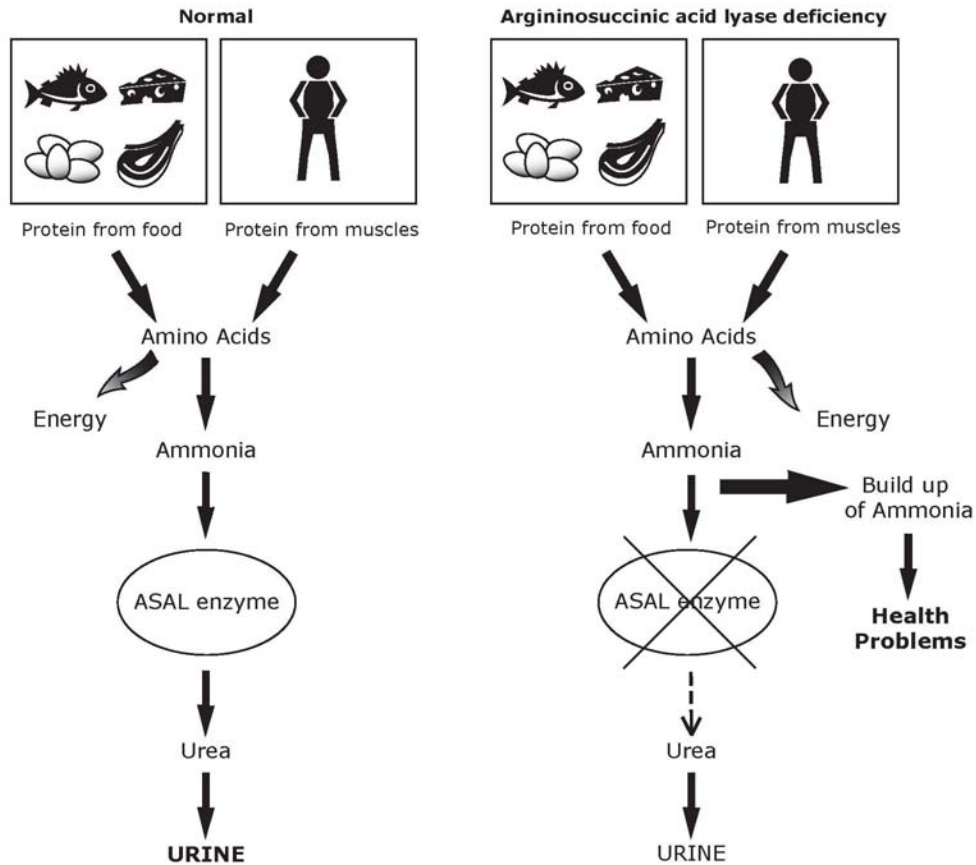 Normal
Protein from food
Protein from muscles
Amino Acids
Energy
Ammonia
ASAL enzyme
Urea
URINE
Argininosuccinic acid lyase deficiency
Protein from food
Protein from muscles
Amino Acids
Energy
Ammonia
Build up
of Ammonia
ASAL enzyme
Health
Problems
Urea
URINE